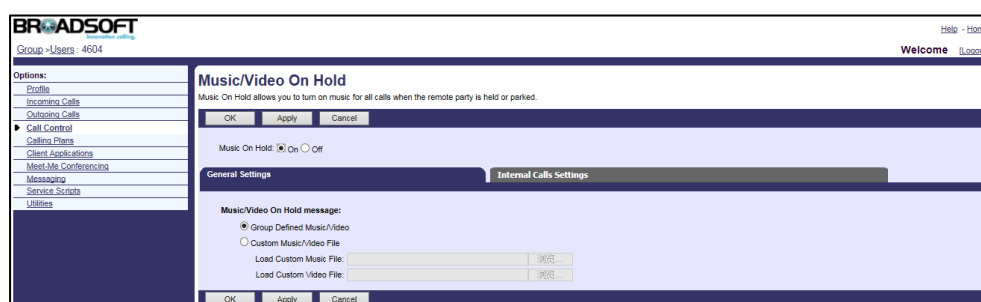 BROADSOFT
innovation calling.
Help - Hom
Group >Users : 4604
Welcome [Logou
Options:
Profile
Incoming Calls
Outgoing Calls
Call Control
Calling Plans
Client Applications
Meet-Me Conferencing
Messaging
Service Scripts
Utilities
Music/Video On Hold
Music On Hold allows you to turn on music for all calls when the remote party is held or parked.
OK Apply Cancel
Music On Hold: On Off
General Settings Internal Calls Settings
Music/Video On Hold message:
Group Defined Music/Video
Custom Music/Video File
Load Custom Music File: 浏览...
Load Custom Video File: 浏览...
OK Apply Cancel